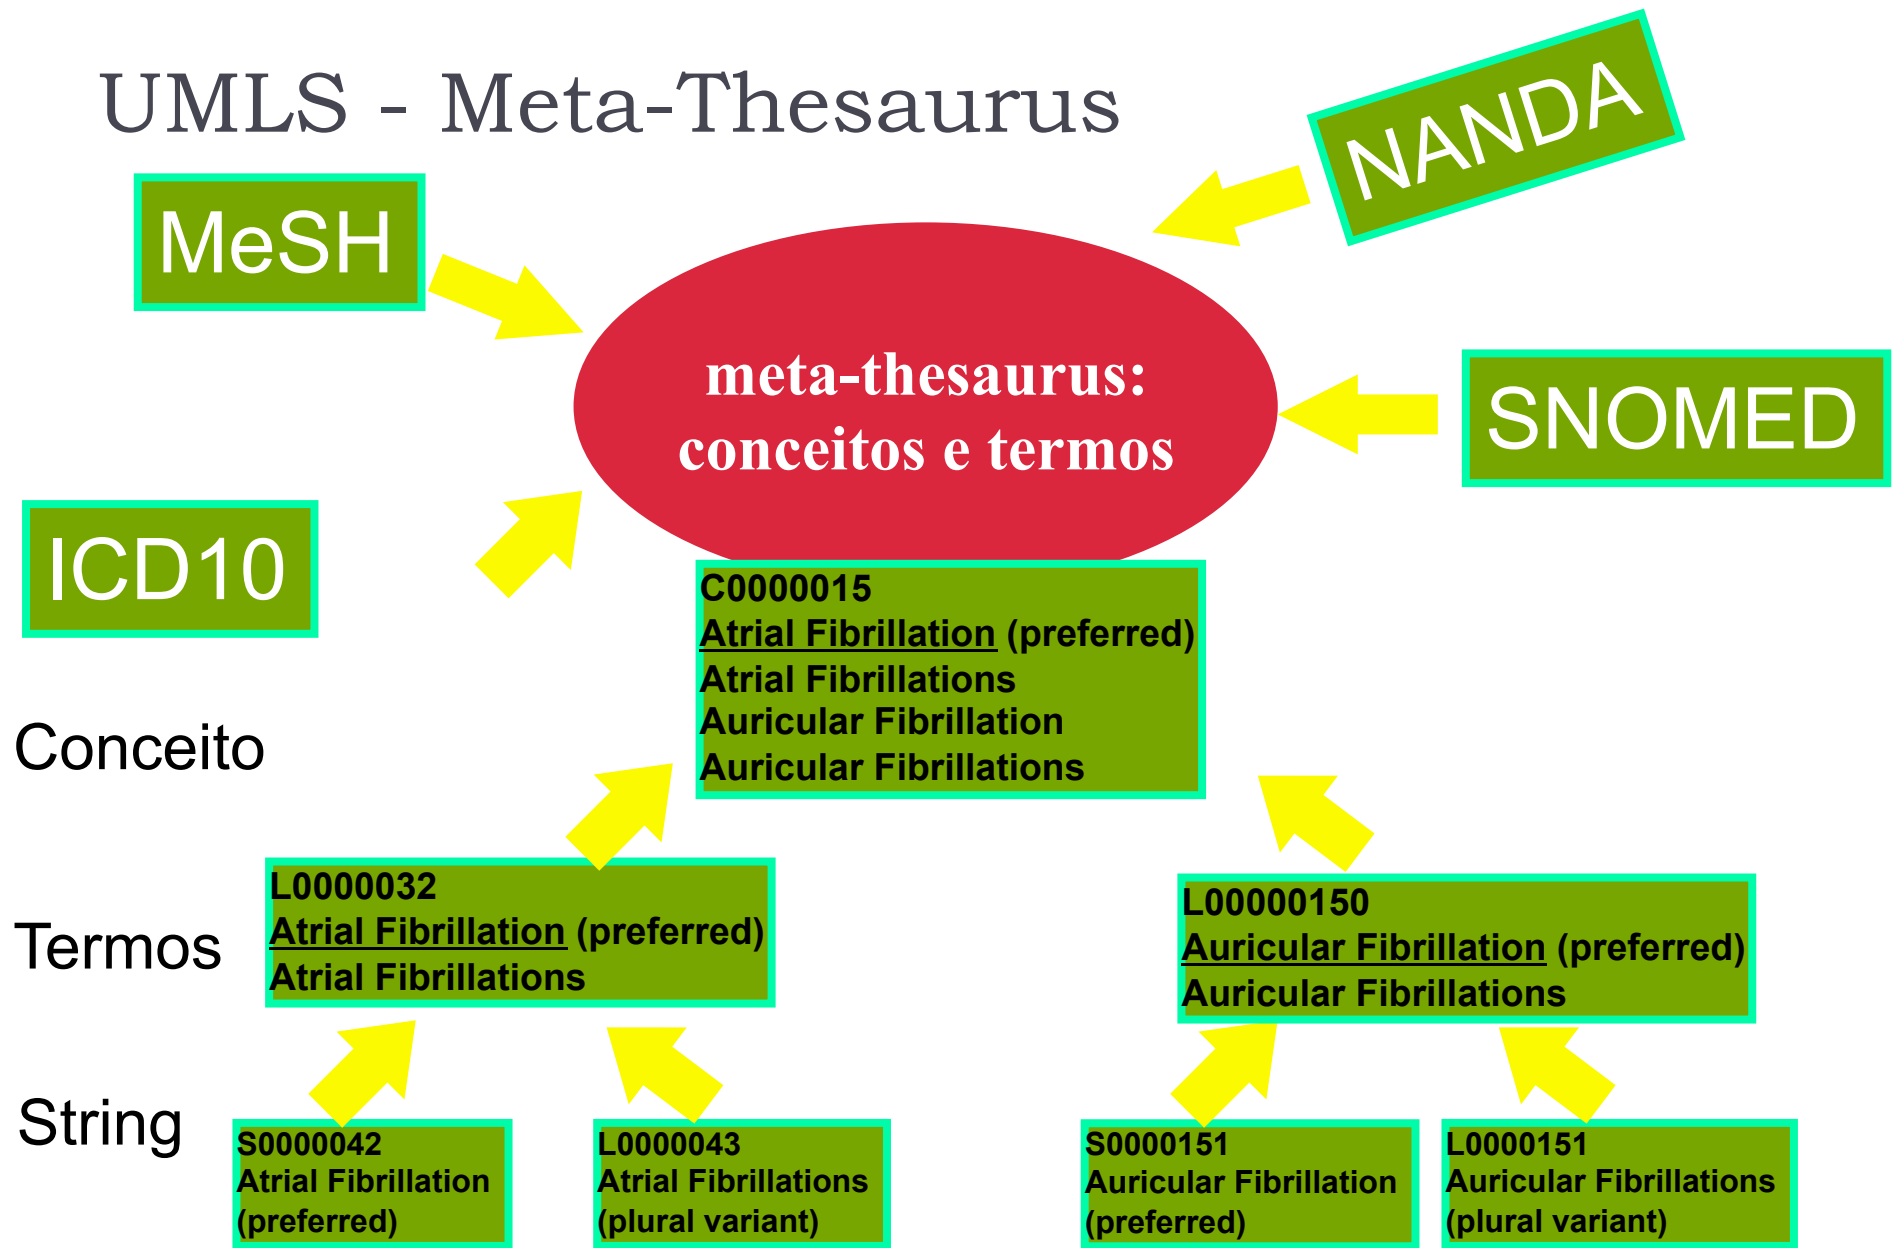 UMLS - Meta-Thesaurus
NANDA
MeSH
meta-thesaurus:
conceitos e termos
SNOMED
ICD10
C0000015
Atrial Fibrillation (preferred)
Atrial Fibrillations
Auricular Fibrillation
Auricular Fibrillations
Conceito
L0000032
Atrial Fibrillation (preferred)
Atrial Fibrillations
L00000150
Auricular Fibrillation (preferred)
Auricular Fibrillations
Termos
String
S0000042
Atrial Fibrillation
(preferred)
L0000043
Atrial Fibrillations
(plural variant)
S0000151
Auricular Fibrillation
(preferred)
L0000151
Auricular Fibrillations
(plural variant)